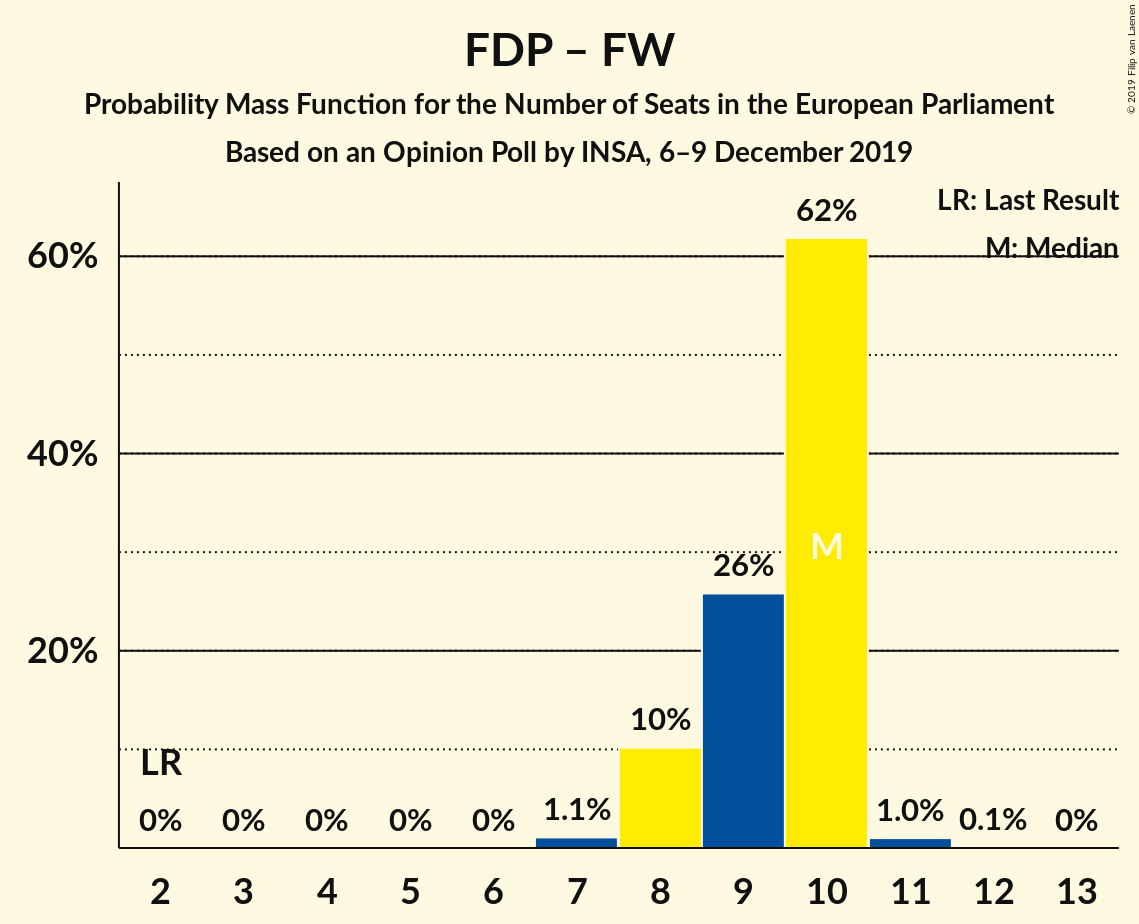 FDP – FW
Probability Mass Function for the Number of Seats in the European Parliament
Based on an Opinion Poll by INSA, 6–9 December 2019
© 2019 Filip van Laenen
LR: Last Result
M: Median
60%
40%
20%
LR
0%
0%
0%
0%
0%
1.1%
10%
26%
62%
M
1.0%
0.1%
0%
2 3 4 5 6 7 8 9 10 11 12 13